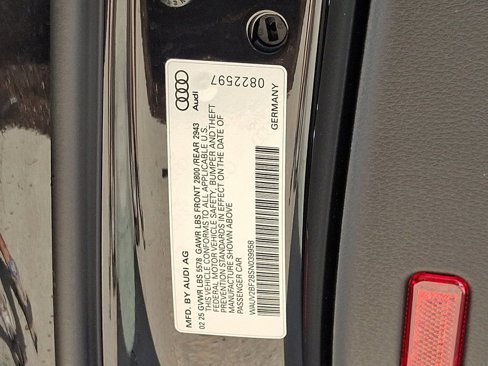 MFD. BY AUDI AG
02 25 GVWR LBS 5578 GAWR LBS FRONT 2800 /REAR 2943
THIS VEHICLE CONFORMS TO ALL APPLICABLE U.S.
FEDERAL MOTOR VEHICLE SAFETY, BUMPER AND THEFT
PREVENTION STANDARDS IN EFFECT ON THE DATE OF
MANUFACTURE SHOWN ABOVE
PASSENGER CAR
WAUV2BF28SN039958
GERMANY
Audi
0822597